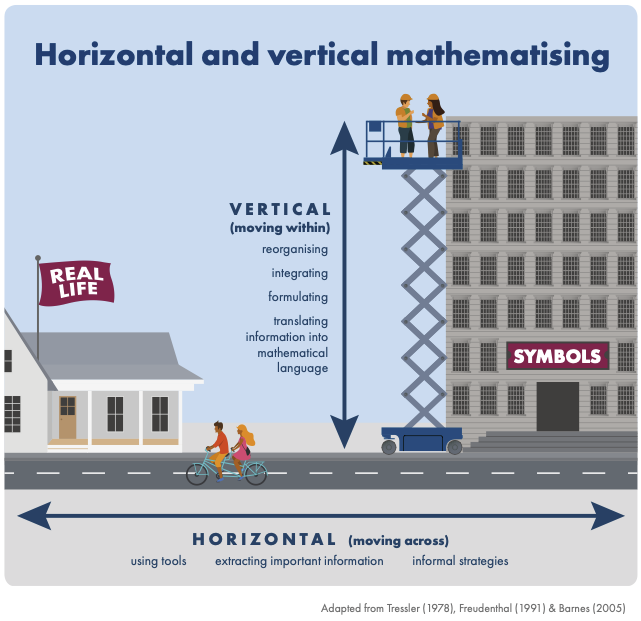 Horizontal and vertical mathematising
VERTICAL
(moving within)
reorganising
integrating
formulating
translating
information into
mathematical
language
REAL
LIFE
SYMBOLS
HORIZONTAL (moving across)
using tools extracting important information informal strategies
Adapted from Tressler (1978), Freudenthal (1991) & Barnes (2005)